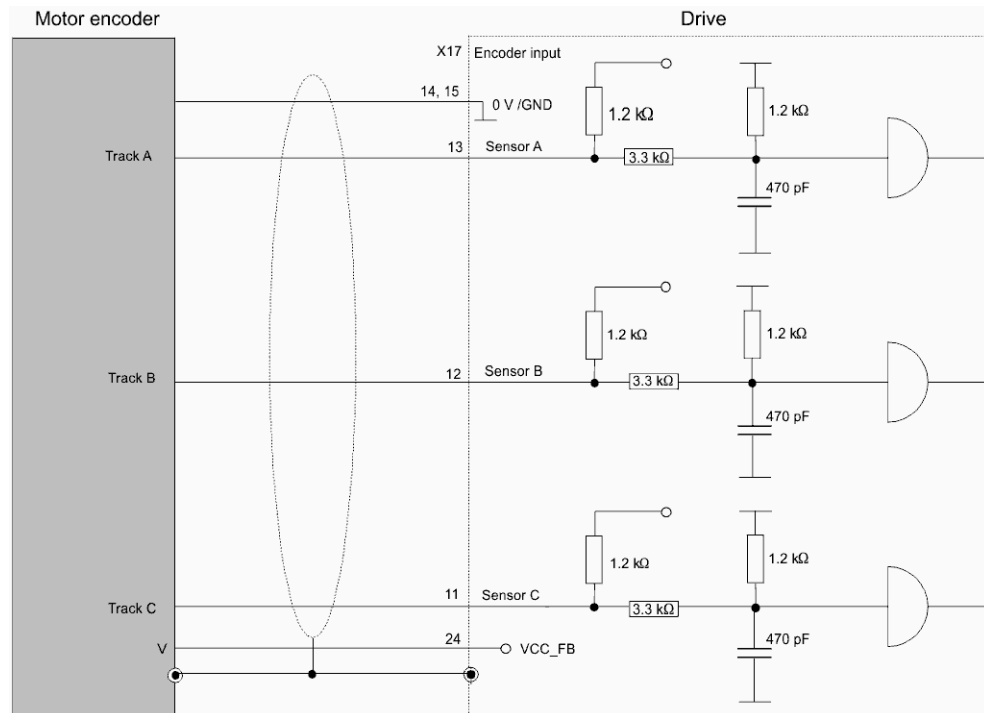 Motor encoder
Drive
X17 Encoder input
14, 15
0 V /GND
1.2 kΩ
1.2 kΩ
Track A
13
Sensor A
3.3 kΩ
470 pF
1.2 kΩ
1.2 kΩ
Track B
12
Sensor B
3.3 kΩ
470 pF
1.2 kΩ
1.2 kΩ
Track C
11
Sensor C
3.3 kΩ
470 pF
V
24
VCC_FB